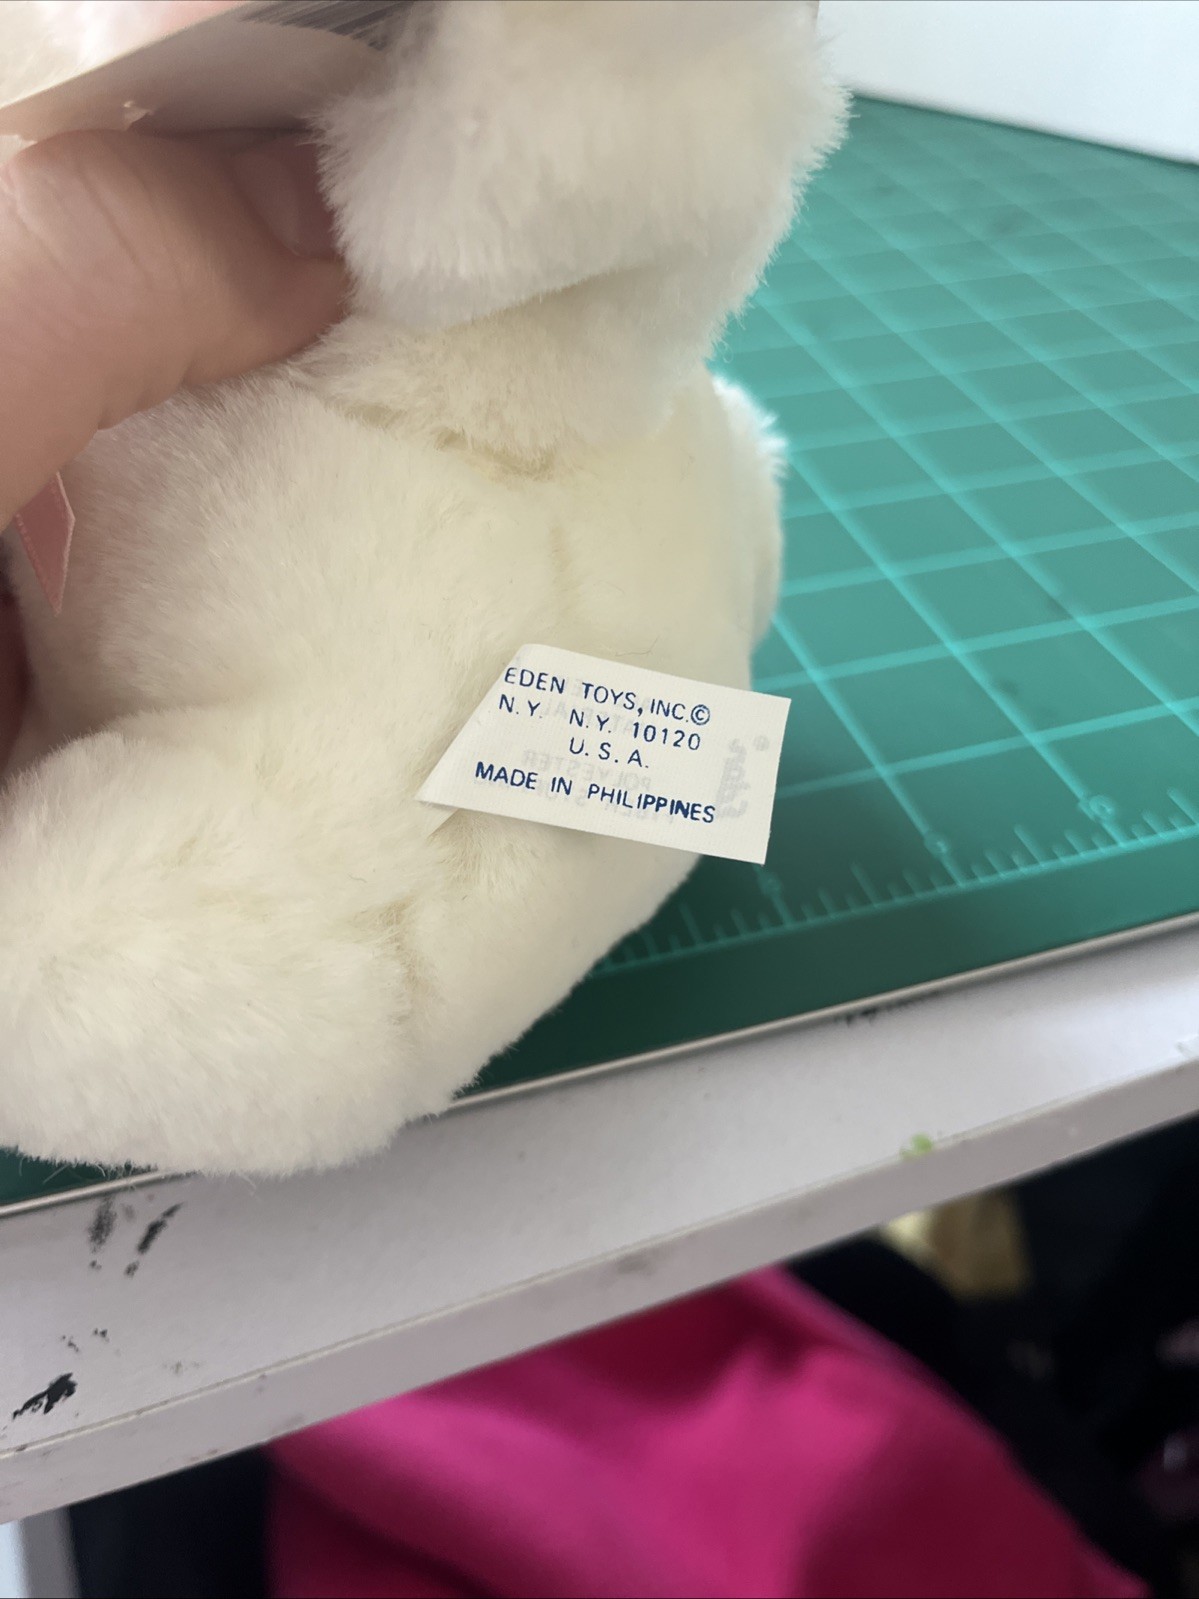 EDEN TOYS, INC.©
N.Y. N.Y. 10120
U. S. A.
MADE IN PHILIPPINES